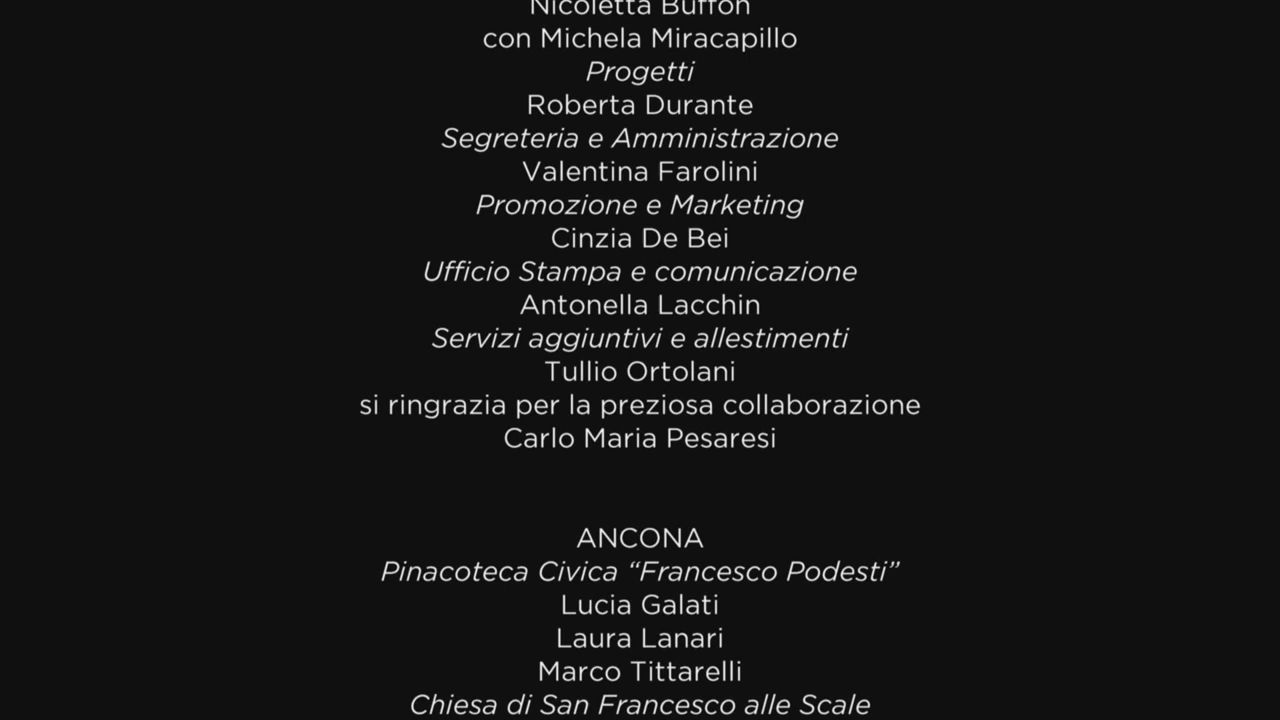 Nicoletta Buffon
con Michela Miracapillo
Progetti
Roberta Durante
Segreteria e Amministrazione
Valentina Farolini
Promozione e Marketing
Cinzia De Bei
Ufficio Stampa e comunicazione
Antonella Lacchin
Servizi aggiuntivi e allestimenti
Tullio Ortolani
si ringrazia per la preziosa collaborazione
Carlo Maria Pesaresi
ANCONA
Pinacoteca Civica “Francesco Podesti”
Lucia Galati
Laura Lanari
Marco Tittarelli
Chiesa di San Francesco alle Scale